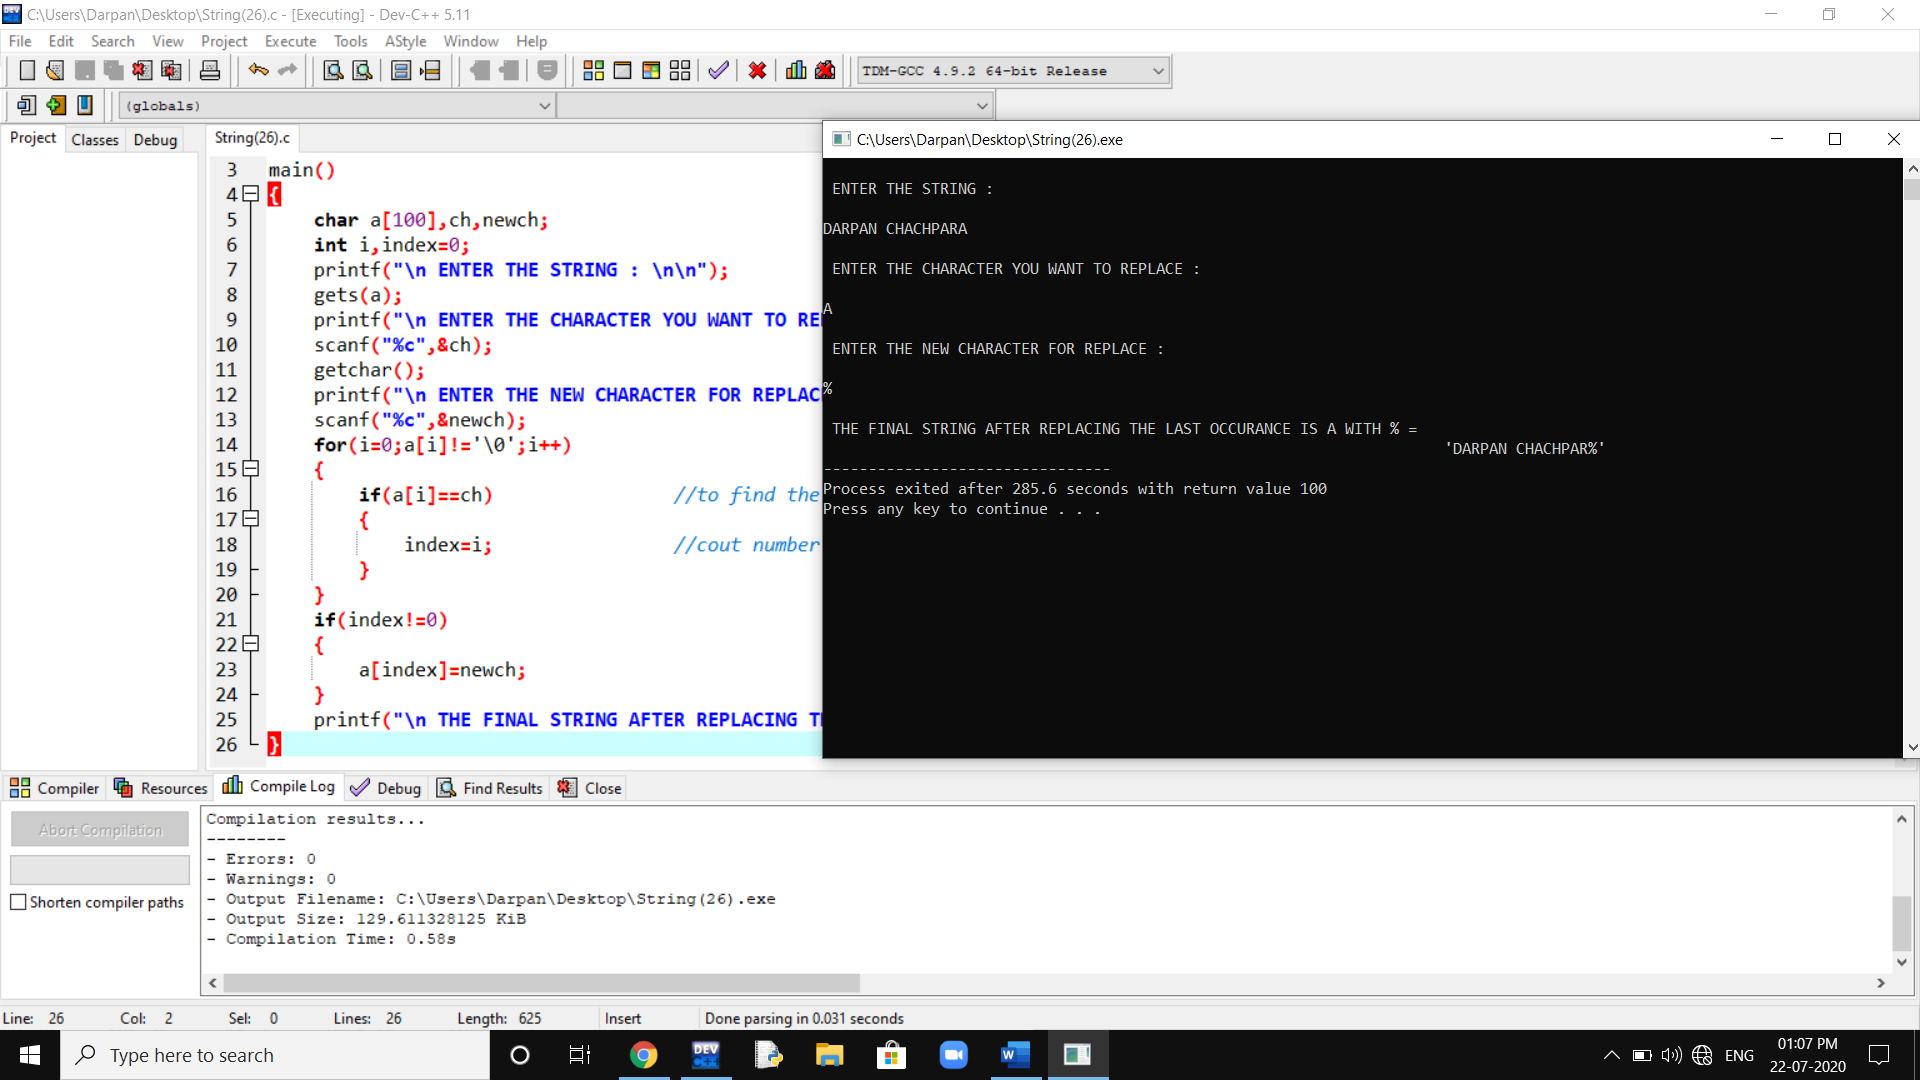 C:\Users\Darpan\Desktop\String(26).c - [Executing] - Dev-C++ 5.11
File Edit Search View Project Execute Tools AStyle Window Help
TDM-GCC 4.9.2 64-bit Release
(globals)
Project Classes Debug
String(26).c
3 main()
4 {
5 char a[100],ch,newch;
6 int i,index=0;
7 printf("\n ENTER THE STRING : \n\n");
8 gets(a);
9 printf("\n ENTER THE CHARACTER YOU WANT TO RE
10 scanf("%c",&ch);
11 getchar();
12 printf("\n ENTER THE NEW CHARACTER FOR REPLAC
13 scanf("%c",&newch);
14 for(i=0;a[i]!='\0';i++)
15 {
16 if(a[i]==ch) //to find the
17 {
18 index=i; //cout number
19 }
20 }
21 if(index!=0)
22 {
23 a[index]=newch;
24 }
25 printf("\n THE FINAL STRING AFTER REPLACING T
26 }
C:\Users\Darpan\Desktop\String(26).exe
ENTER THE STRING :
DARPAN CHACHPARA
ENTER THE CHARACTER YOU WANT TO REPLACE :
A
ENTER THE NEW CHARACTER FOR REPLACE :
%
THE FINAL STRING AFTER REPLACING THE LAST OCCURANCE IS A WITH % =
'DARPAN CHACHPAR%'
--------------------------------
Process exited after 285.6 seconds with return value 100
Press any key to continue . . .
Compiler Resources Compile Log Debug Find Results Close
Abort Compilation
Shorten compiler paths
Compilation results...
--------
- Errors: 0
- Warnings: 0
- Output Filename: C:\Users\Darpan\Desktop\String(26).exe
- Output Size: 129.611328125 KiB
- Compilation Time: 0.58s
Line: 26 Col: 2 Sel: 0 Lines: 26 Length: 625 Insert Done parsing in 0.031 seconds
Type here to search
DEV
ENG
01:07 PM
22-07-2020